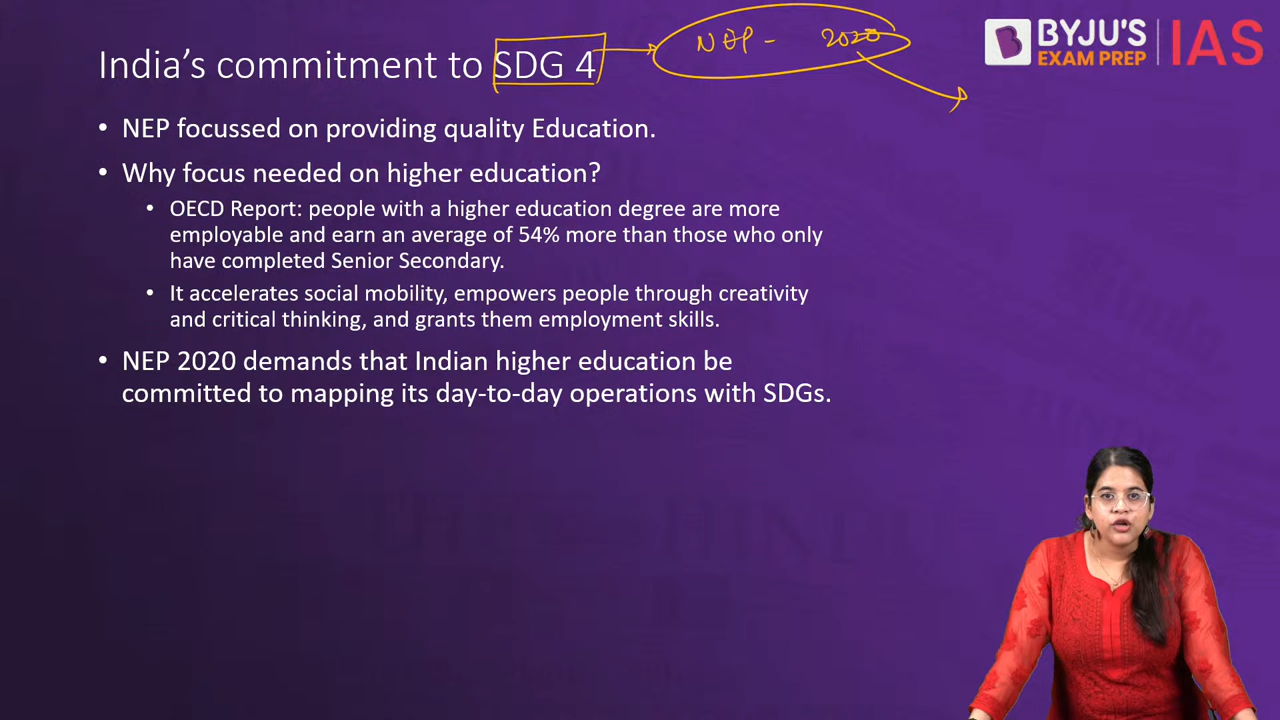 India's commitment to SDG 4
NEP - 2020
BYJU'S
EXAM PREP
IAS
• NEP focussed on providing quality Education.
• Why focus needed on higher education?
• OECD Report: people with a higher education degree are more
employable and earn an average of 54% more than those who only
have completed Senior Secondary.
• It accelerates social mobility, empowers people through creativity
and critical thinking, and grants them employment skills.
• NEP 2020 demands that Indian higher education be
committed to mapping its day-to-day operations with SDGs.